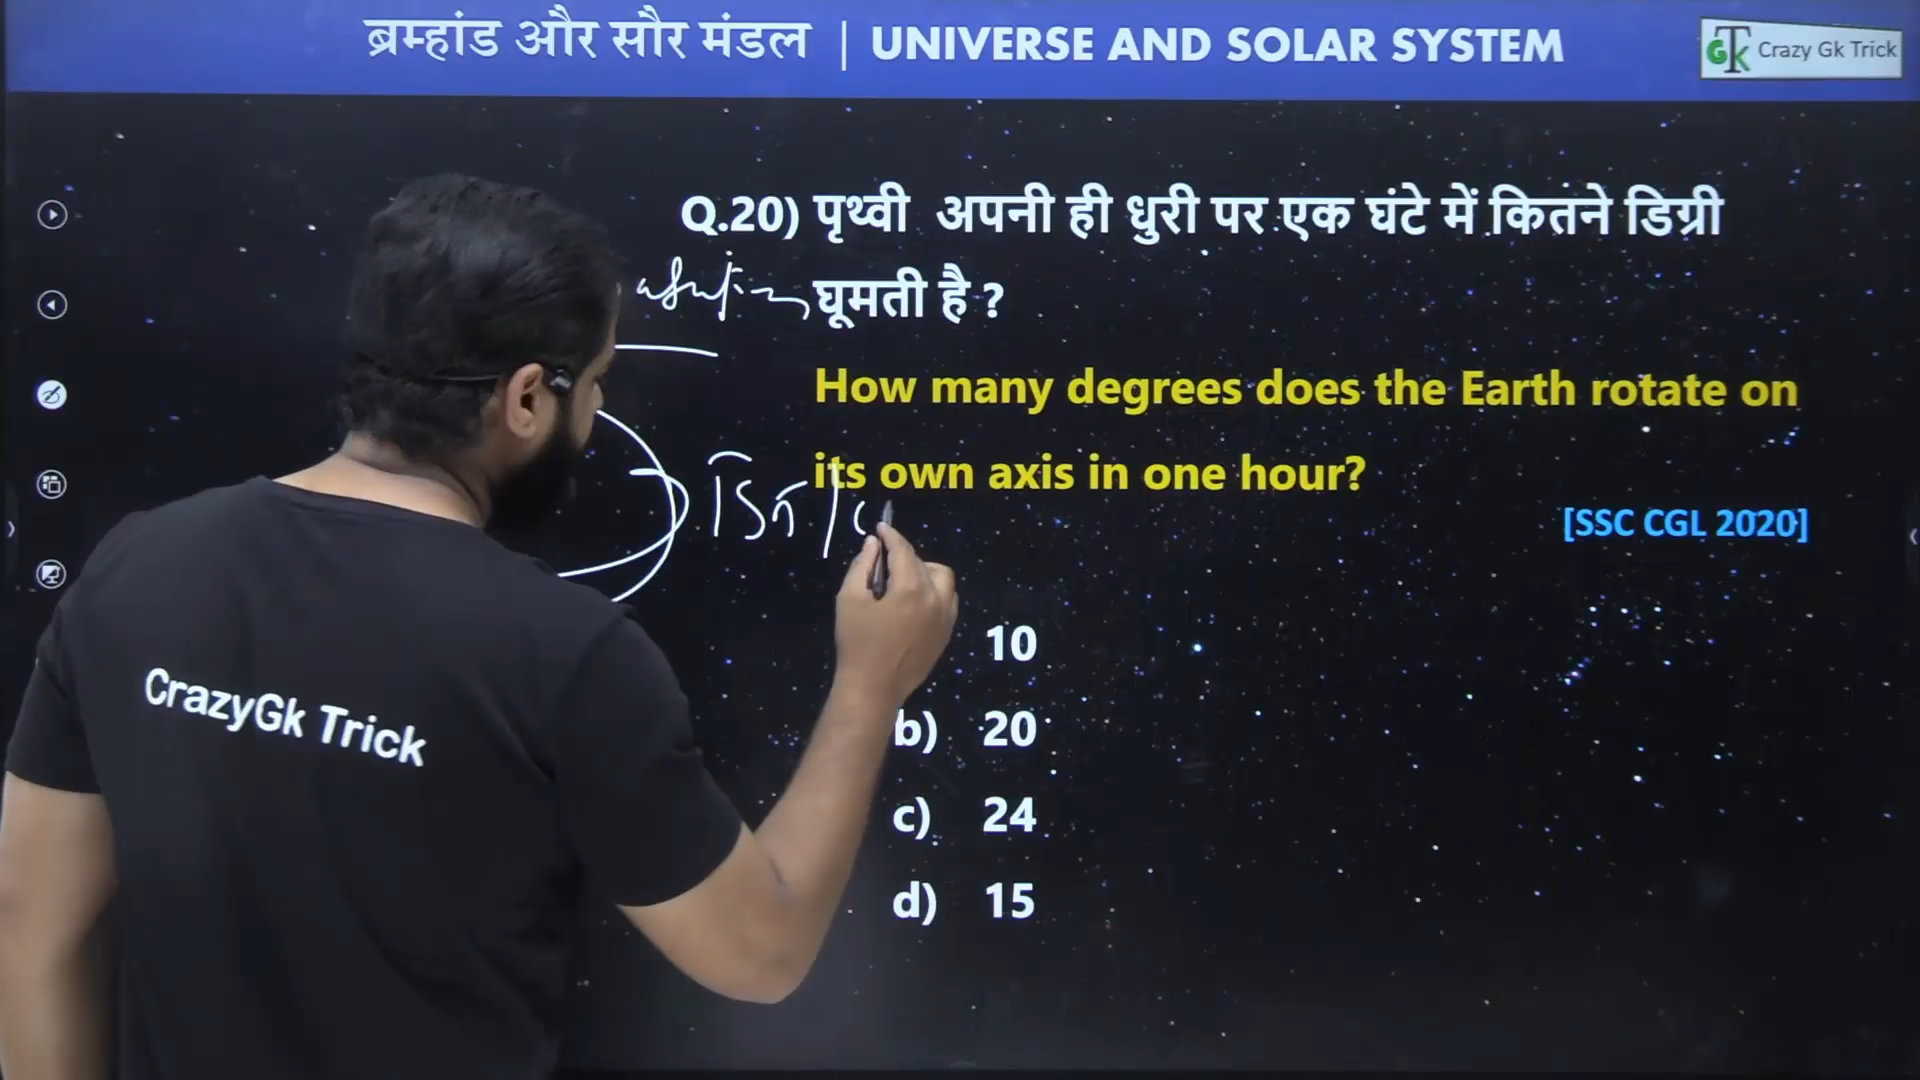 ब्रम्हांड और सौर मंडल | UNIVERSE AND SOLAR SYSTEM
GTK Crazy Gk Trick
Q.20) पृथ्वी अपनी ही धुरी पर एक घंटे में कितने डिग्री
घूमती है ?
How many degrees does the Earth rotate on
its own axis in one hour?
[SSC CGL 2020]
10
b) 20
c) 24
d) 15
CrazyGk Trick